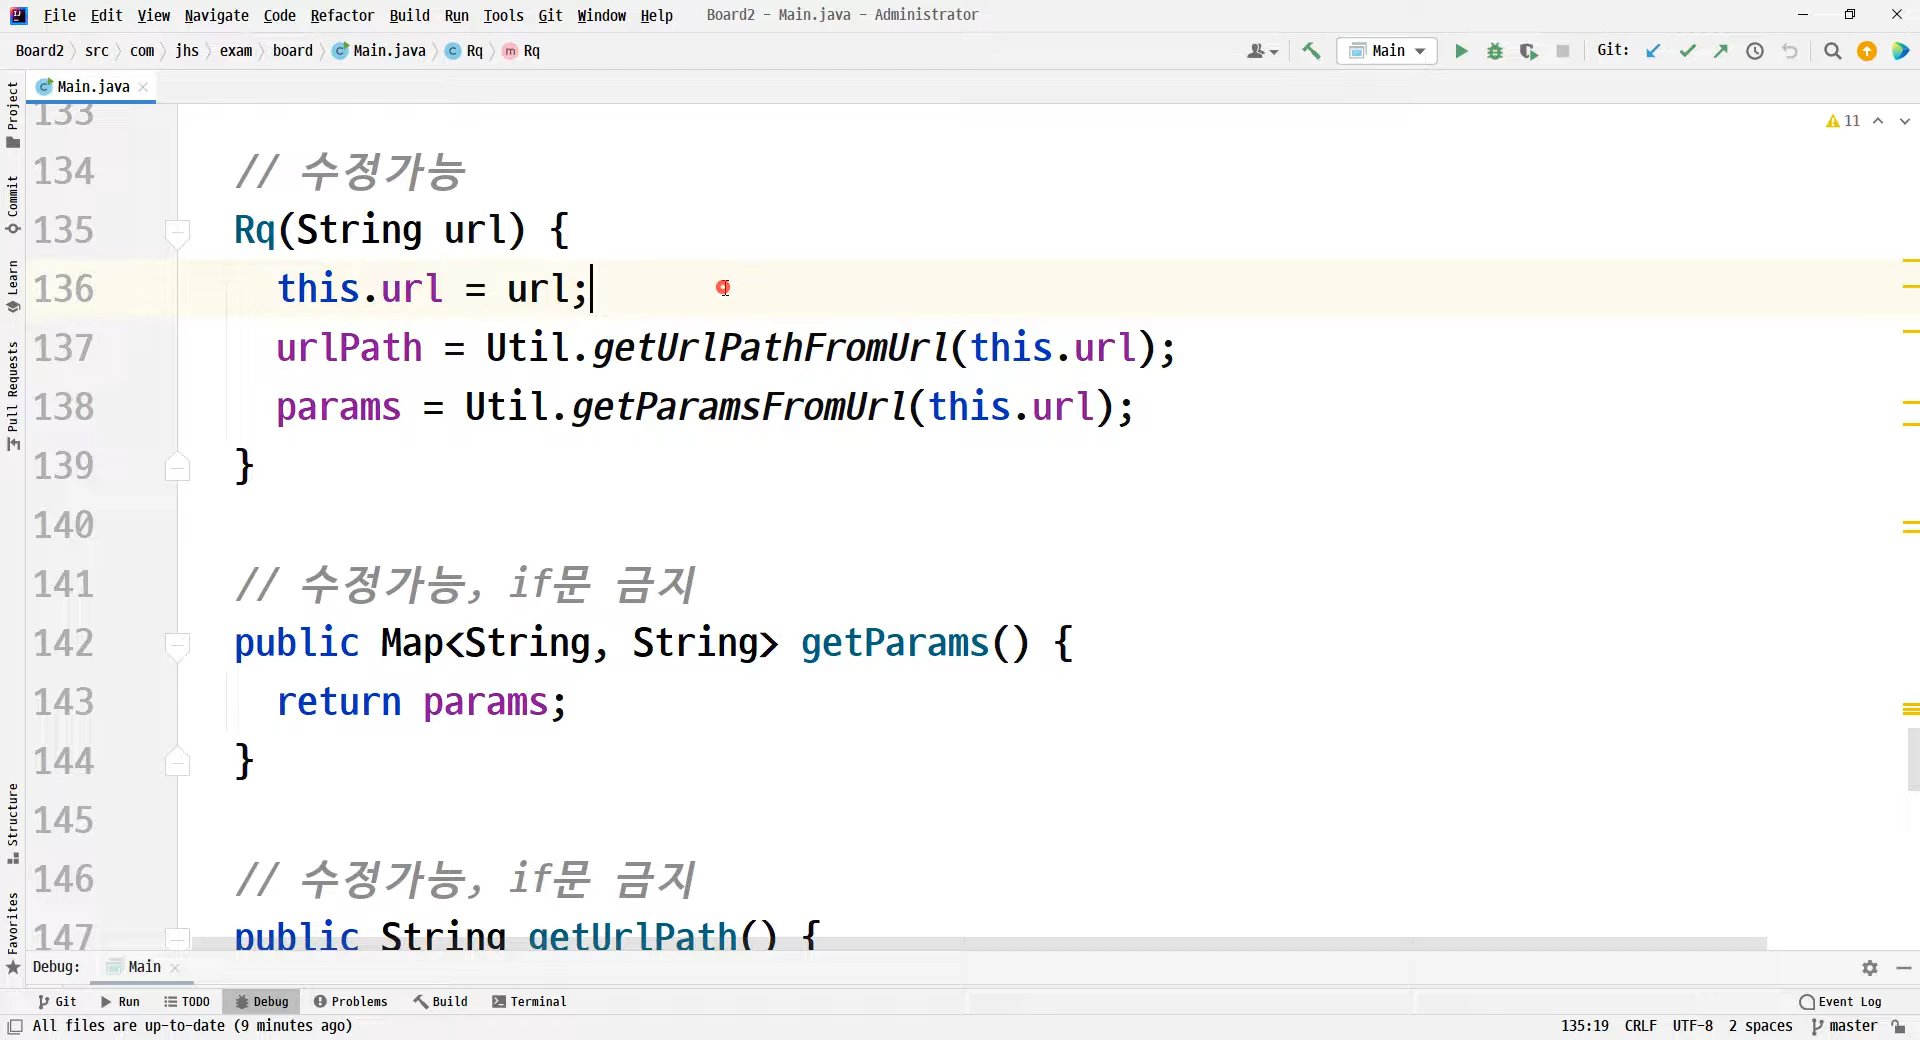 File Edit View Navigate Code Refactor Build Run Tools Git Window Help Board2 - Main.java - Administrator
Board2 src com jhs exam board Main.java Rq Rq Main Git:
Main.java
Project
Commit
Learn
Pull Requests
Structure
Favorites
11
133
134 // 수정가능
135 Rq(String url) {
136 this.url = url;
137 urlPath = Util.getUrlPathFromUrl(this.url);
138 params = Util.getParamsFromUrl(this.url);
139 }
140
141 // 수정가능, if문 금지
142 public Map<String, String> getParams() {
143 return params;
144 }
145
146 // 수정가능, if문 금지
147 public String getUrlPath() {
Debug: Main
Git Run TODO Debug Problems Build Terminal Event Log
All files are up-to-date (9 minutes ago) 135:19 CRLF UTF-8 2 spaces master